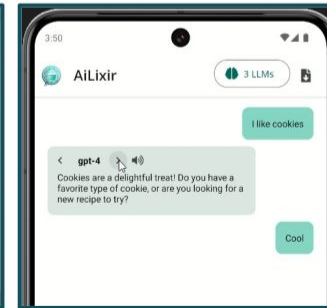 3:50
AiLixir
3 LLMs
I like cookies
< gpt-4 >
Cookies are a delightful treat! Do you have a
favorite type of cookie, or are you looking for a
new recipe to try?
Cool